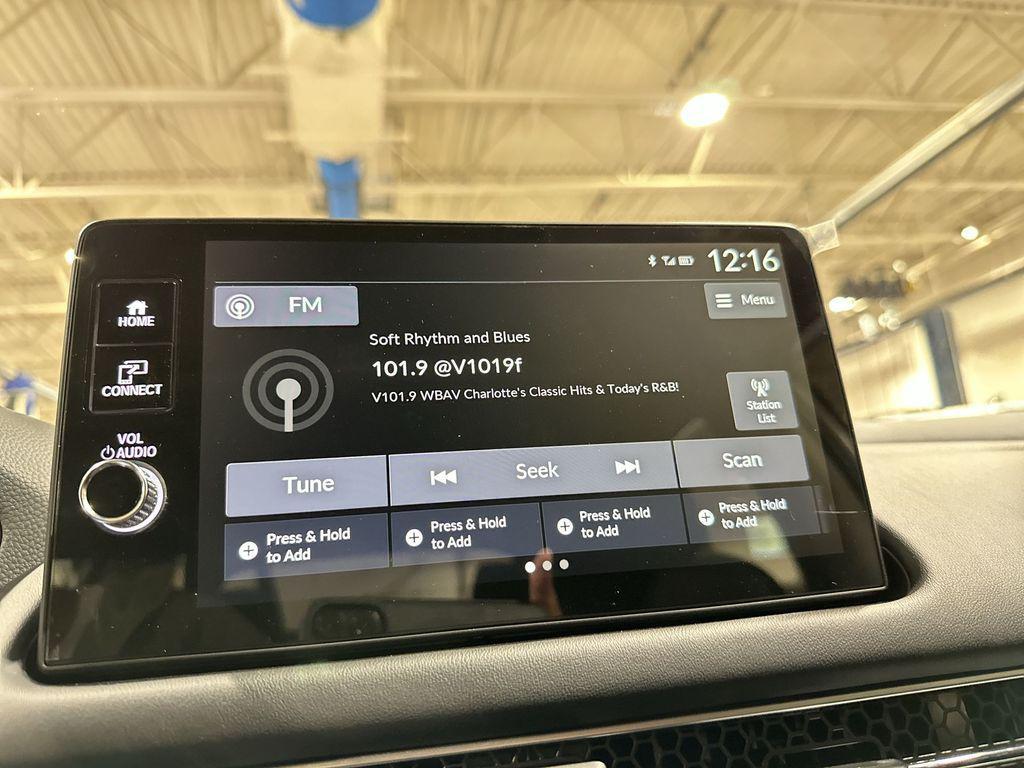 12:16
HOME
CONNECT
VOL
AUDIO
FM
Menu
Soft Rhythm and Blues
101.9 @V1019f
V101.9 WBAV Charlotte's Classic Hits & Today's R&B!
Station
List
Tune
Seek
Scan
Press & Hold
to Add
Press & Hold
to Add
Press & Hold
to Add
Press & Hold
to Add